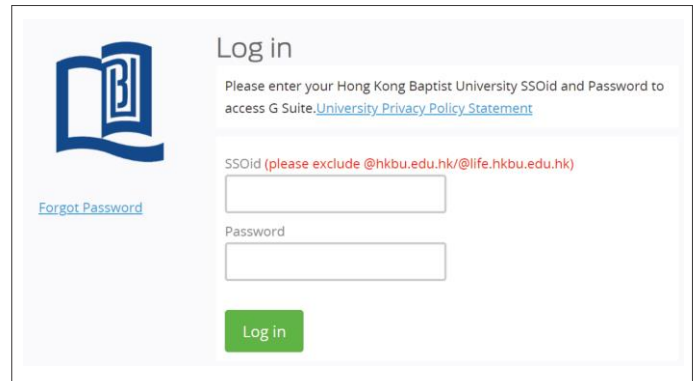 Log in
Please enter your Hong Kong Baptist University SSOid and Password to
access G Suite.University Privacy Policy Statement
SSOid (please exclude @hkbu.edu.hk/@life.hkbu.edu.hk)
Forgot Password
Password
Log in